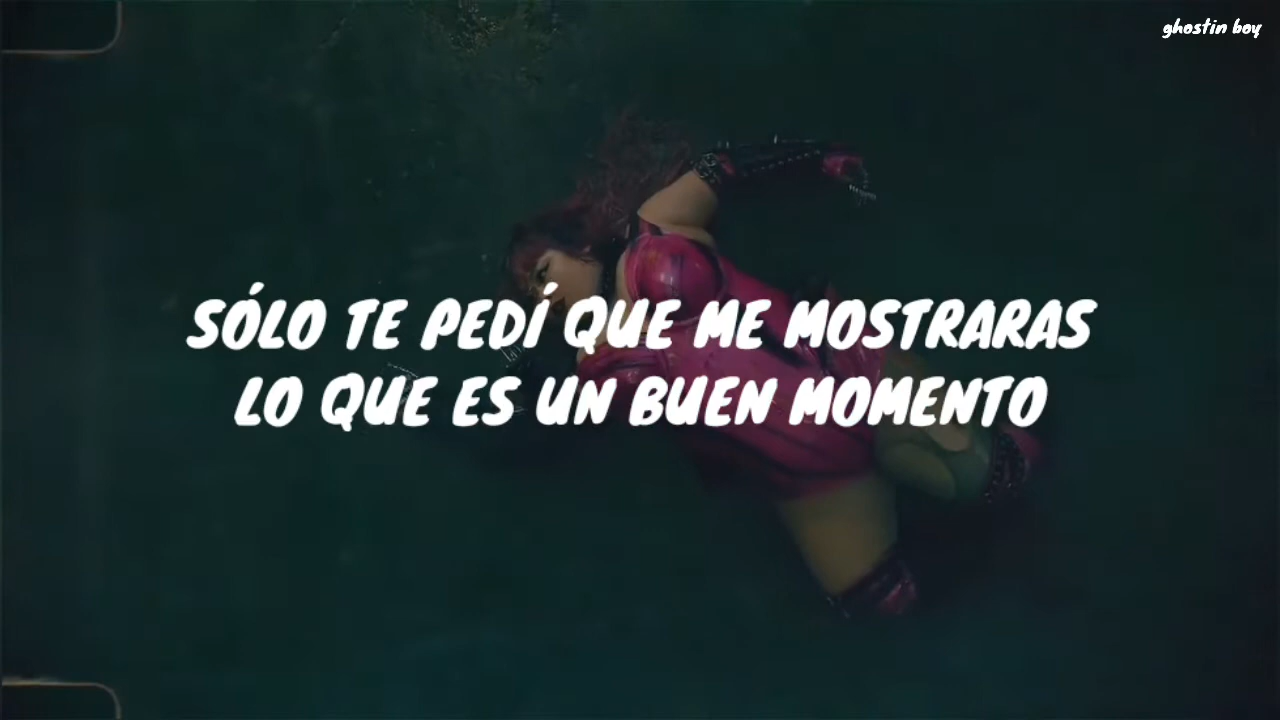 ghostin boy
SÓLO TE PEDÍ QUE ME MOSTRARAS
LO QUE ES UN BUEN MOMENTO